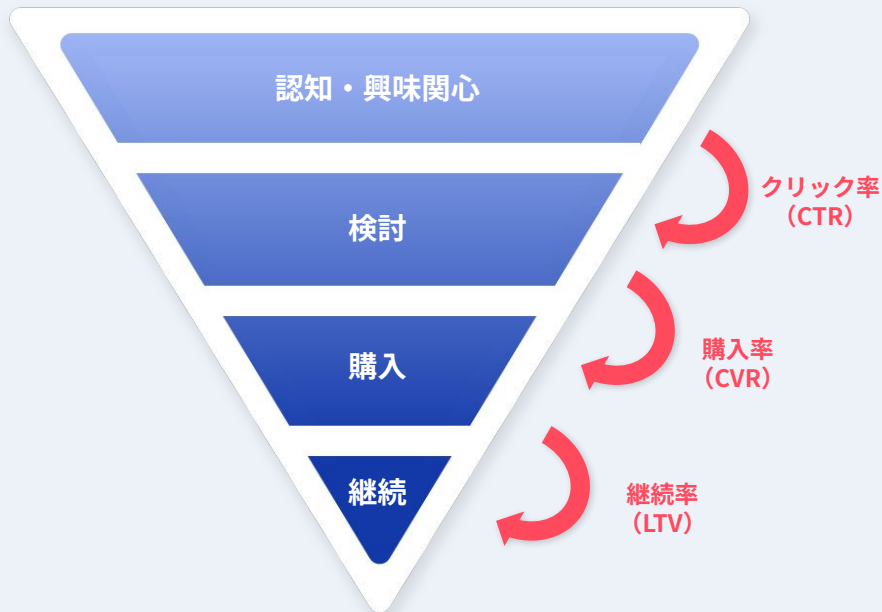 認知・興味関心
クリック率
（CTR）
検討
購入率
（CVR）
購入
継続率
（LTV）
継続